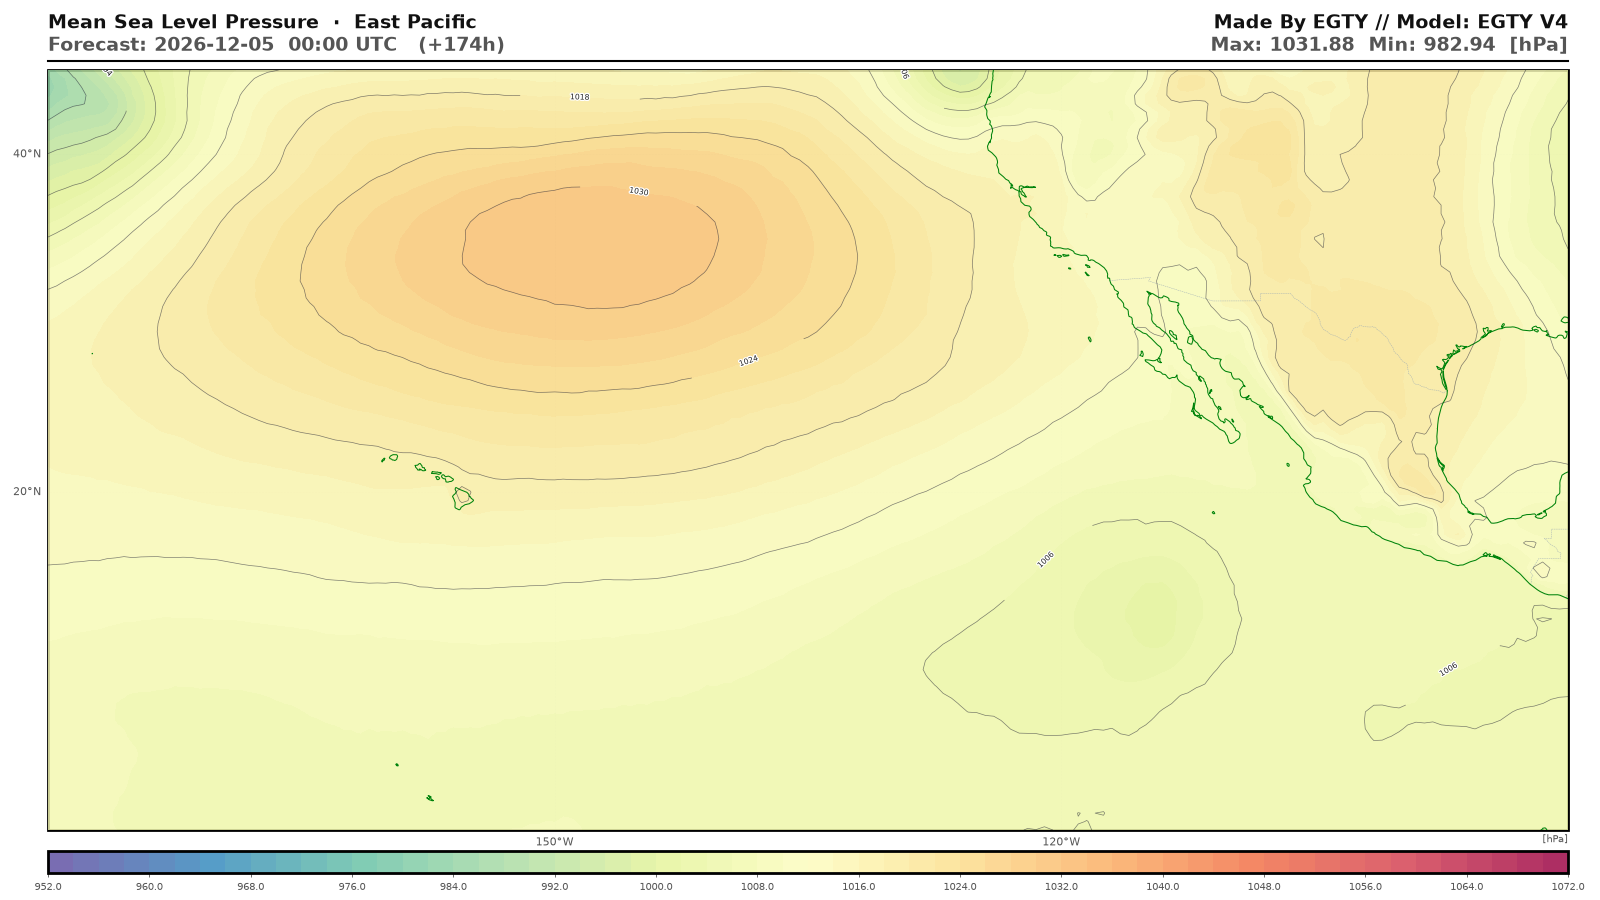 Mean Sea Level Pressure · East Pacific
Made By EGTY // Model: EGTY V4
Forecast: 2026-12-05 00:00 UTC (+174h)
Max: 1031.88 Min: 982.94 [hPa]
1018
40°N
1030
1024
20°N
1006
1006
150°W
120°W
[hPa]
952.0 960.0 968.0 976.0 984.0 992.0 1000.0 1008.0 1016.0 1024.0 1032.0 1040.0 1048.0 1056.0 1064.0 1072.0